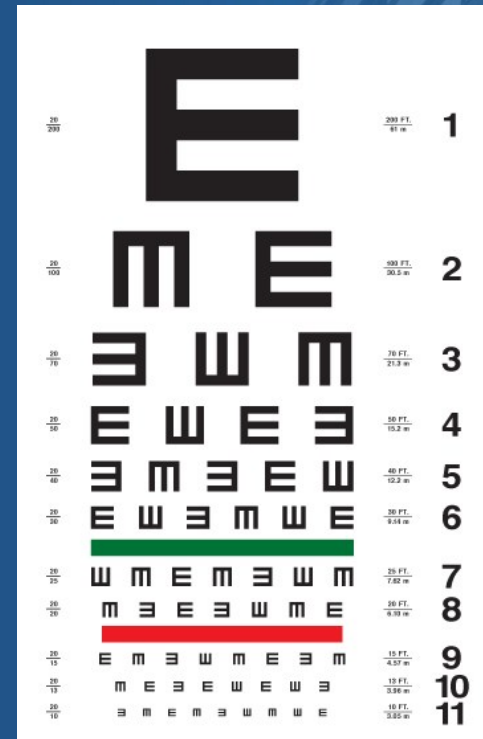 20/200 E 200 FT./61 m 1
20/100 m E 100 FT./30.5 m 2
20/70 Ǝ Ш m 70 FT./21.3 m 3
20/50 E Ш E Ǝ 50 FT./15.2 m 4
20/40 Ǝ m Ǝ E Ш 40 FT./12.2 m 5
20/30 E Ш Ǝ m Ш E 30 FT./9.14 m 6
20/25 Ш m E m Ǝ Ш m 25 FT./7.62 m 7
20/20 m Ǝ E Ǝ Ш m E 20 FT./6.10 m 8
20/15 E m Ǝ Ш m E Ǝ m 15 FT./4.57 m 9
20/13 m E Ǝ E Ш E Ш Ǝ 13 FT./3.96 m 10
20/10 Ǝ m E m Ǝ Ш m Ш E 10 FT./3.05 m 11